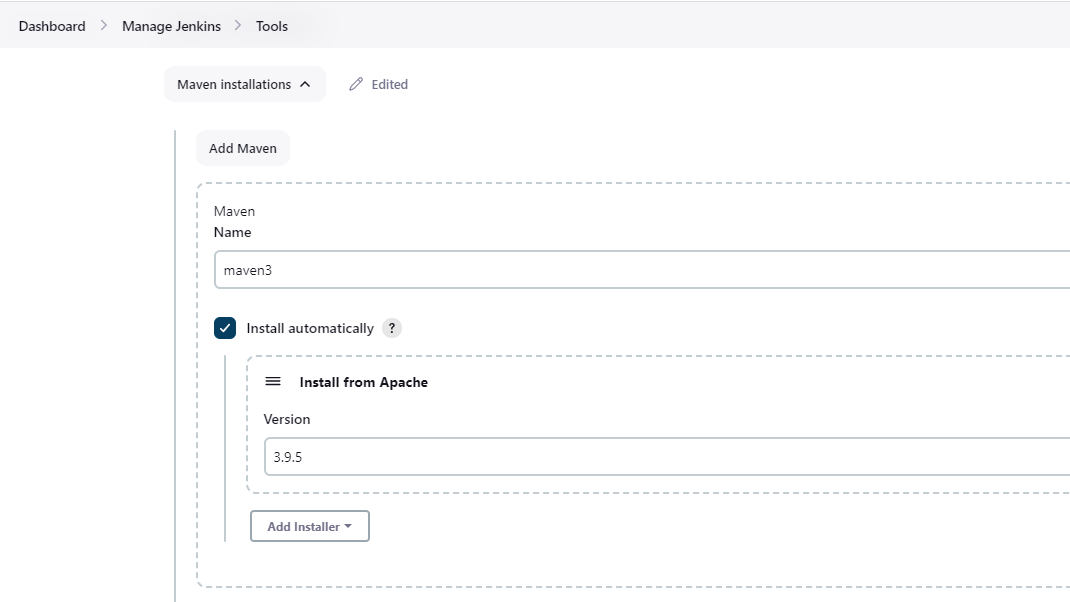 Dashboard > Manage Jenkins > Tools
Maven installations
Edited
Add Maven
Maven
Name
maven3
Install automatically ?
Install from Apache
Version
3.9.5
Add Installer